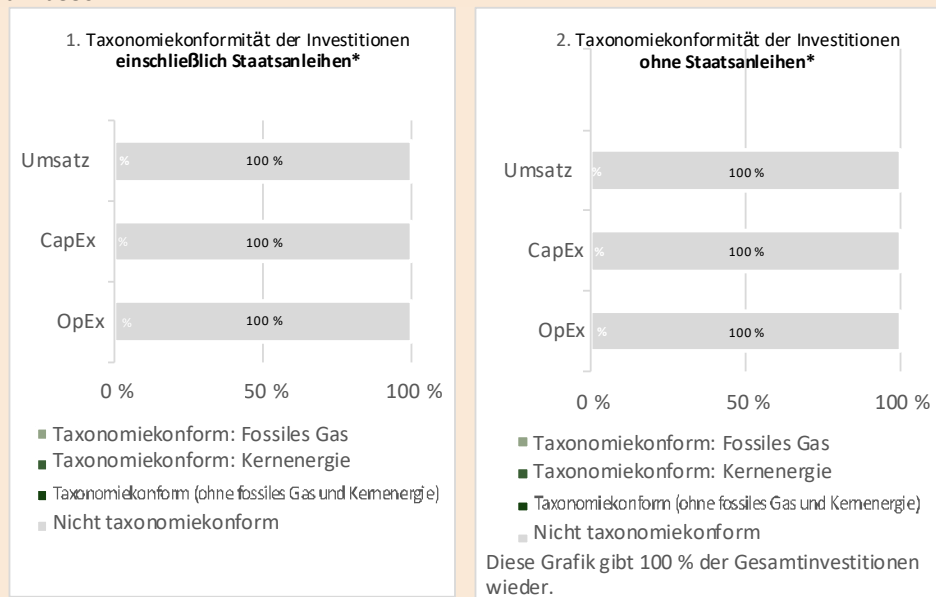 1. Taxonomiekonformität der Investitionen
einschließlich Staatsanleihen*
Umsatz
%
100 %
CapEx
%
100 %
OpEx
%
100 %
0 %
50 %
100 %
Taxonomiekonform: Fossiles Gas
Taxonomiekonform: Kernenergie
Taxonomiekonform (ohne fossiles Gas und Kernenergie)
Nicht taxonomiekonform
2. Taxonomiekonformität der Investitionen
ohne Staatsanleihen*
Umsatz
%
100 %
CapEx
%
100 %
OpEx
%
100 %
0 %
50 %
100 %
Taxonomiekonform: Fossiles Gas
Taxonomiekonform: Kernenergie
Taxonomiekonform (ohne fossiles Gas und Kernenergie)
Nicht taxonomiekonform
Diese Grafik gibt 100 % der Gesamtinvestitionen
wieder.